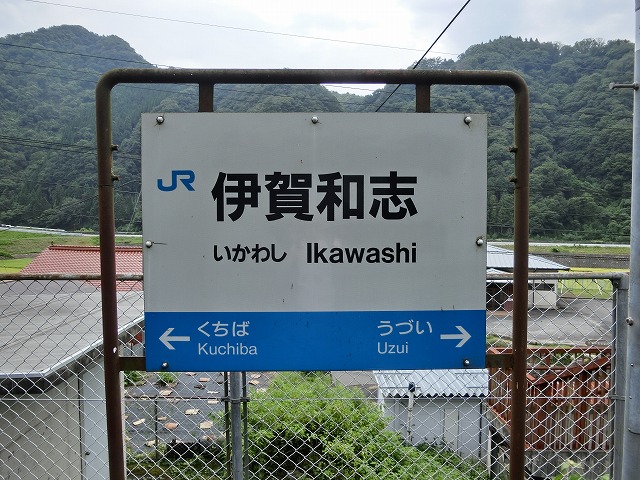 JR 伊賀和志
いかわし Ikawashi
← くちば うづい →
Kuchiba Uzui